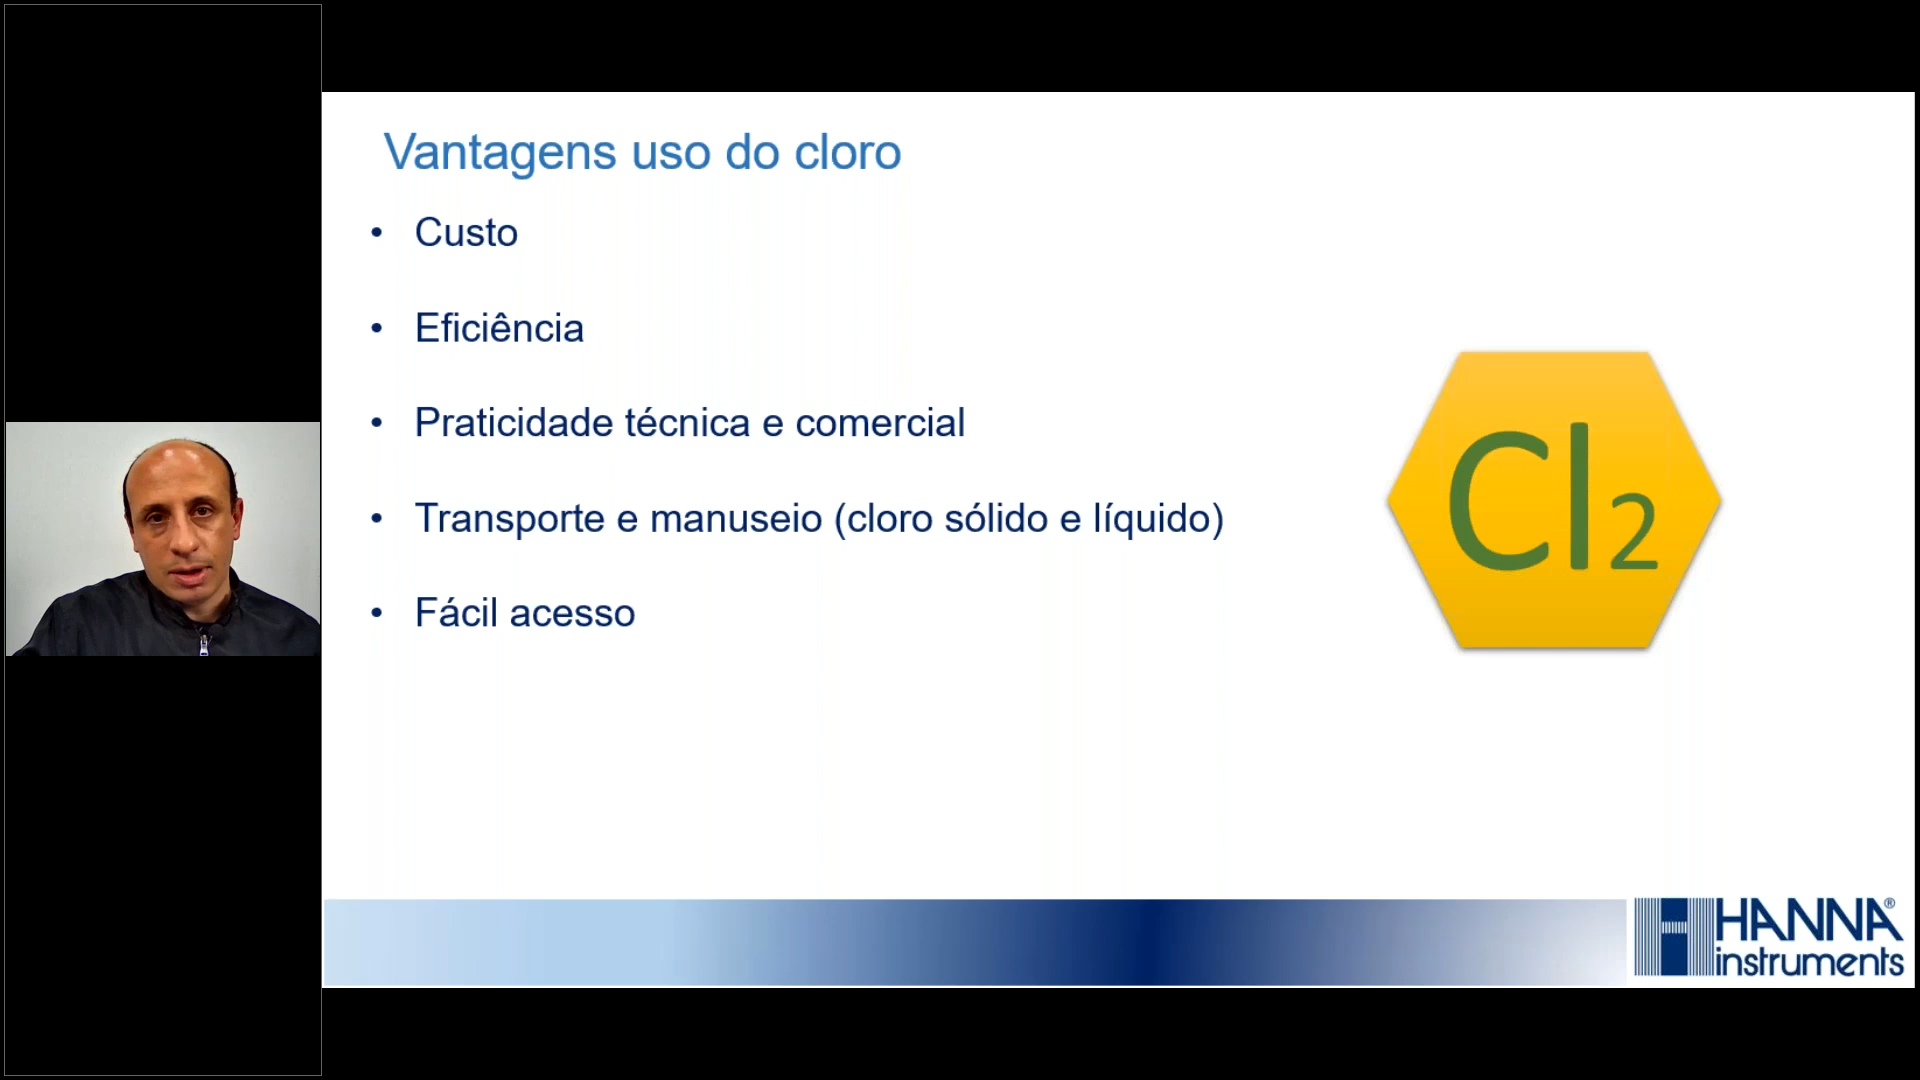 Vantagens uso do cloro
• Custo
• Eficiência
• Praticidade técnica e comercial
• Transporte e manuseio (cloro sólido e líquido)
• Fácil acesso
Cl2
HANNA®
instruments